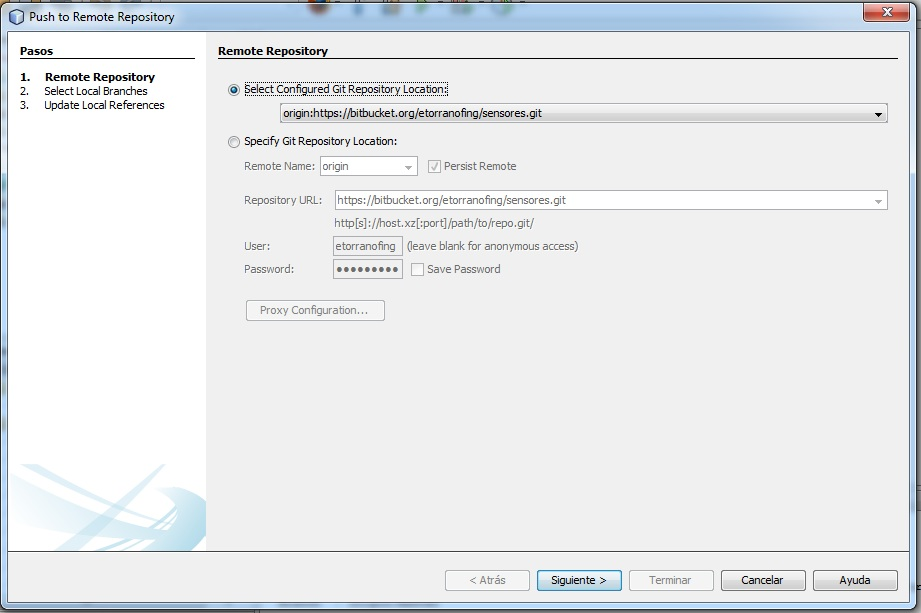 Push to Remote Repository
Pasos
1. Remote Repository
2. Select Local Branches
3. Update Local References
Remote Repository
Select Configured Git Repository Location:
origin:https://bitbucket.org/etorranofing/sensores.git
Specify Git Repository Location:
Remote Name: origin Persist Remote
Repository URL: https://bitbucket.org/etorranofing/sensores.git
http[s]://host.xz[:port]/path/to/repo.git/
User: etorranofing (leave blank for anonymous access)
Password: ●●●●●●●●● Save Password
Proxy Configuration...
< Atrás Siguiente > Terminar Cancelar Ayuda